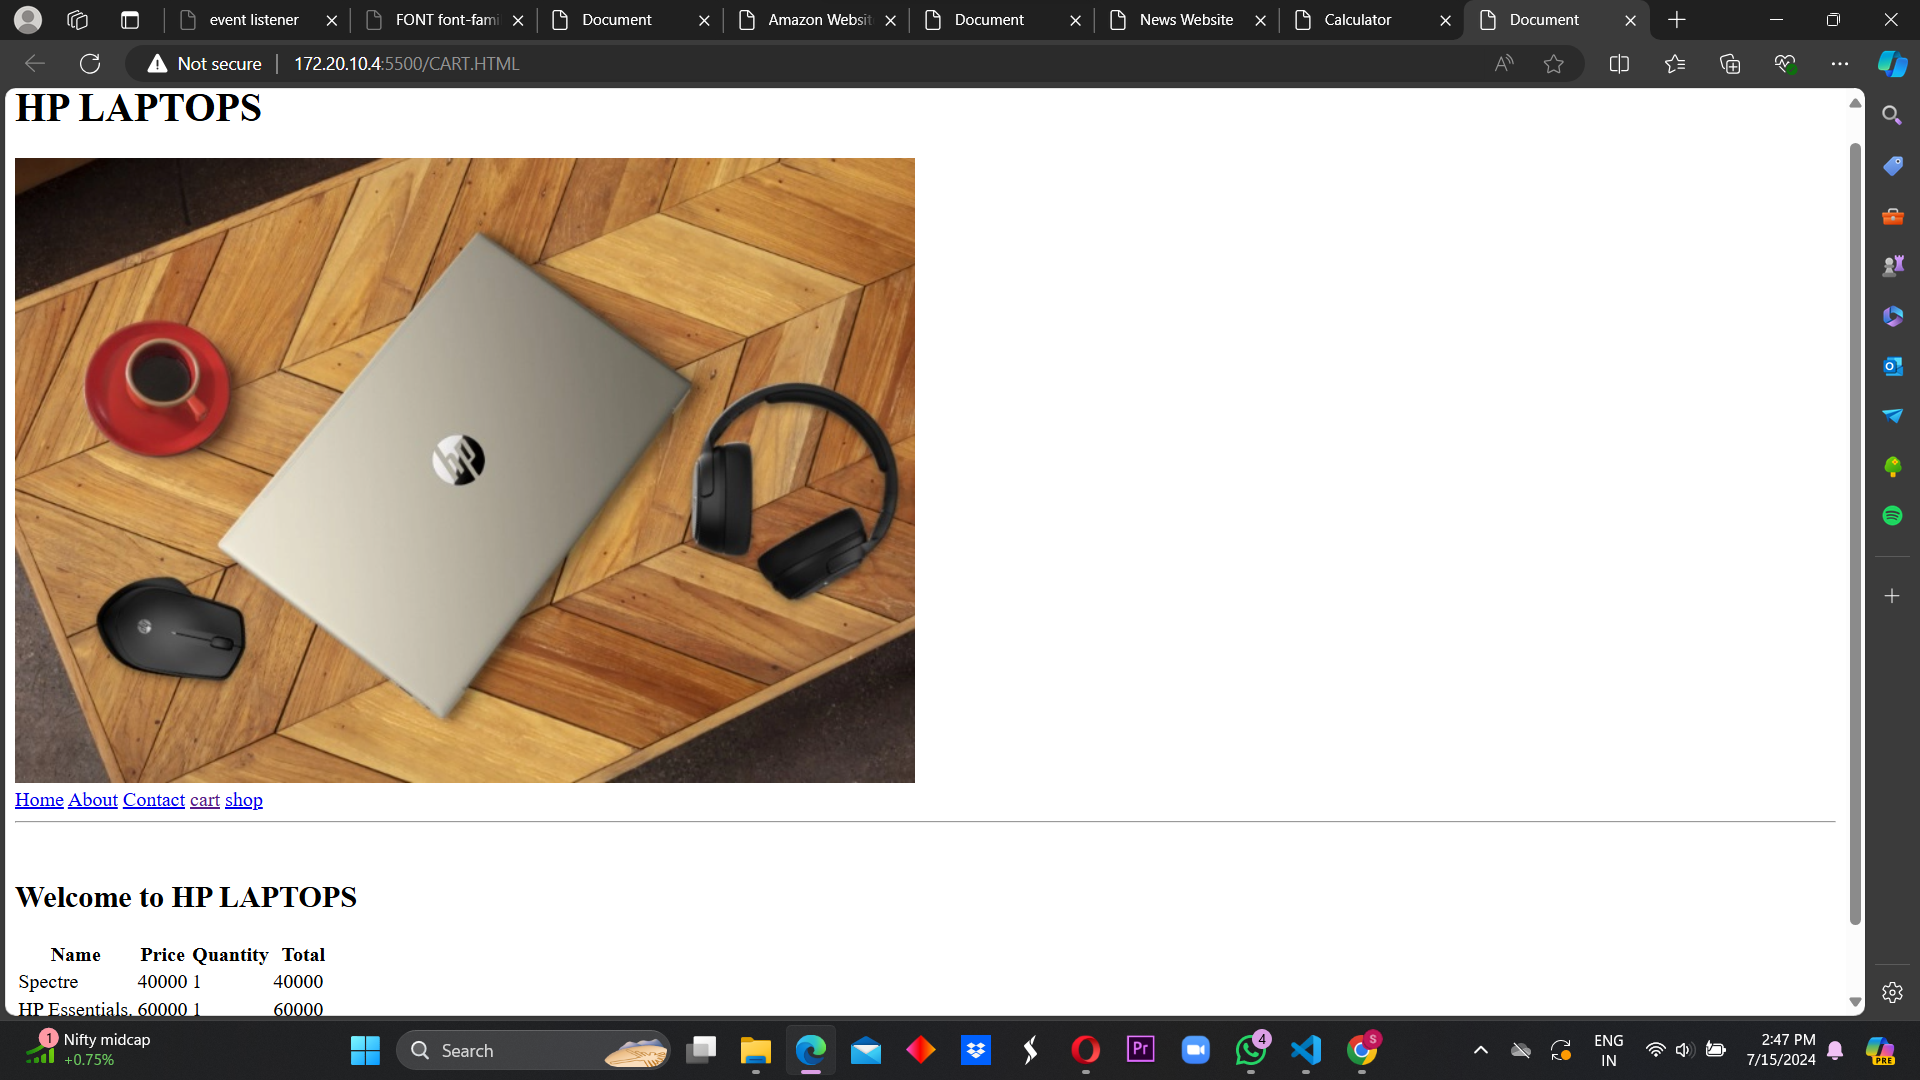 event listener
FONT font-fami
Document
Amazon Websit
Document
News Website
Calculator
Document
Not secure
172.20.10.4:5500/CART.HTML
HP LAPTOPS
hp
Home About Contact cart shop
Welcome to HP LAPTOPS
Name Price Quantity Total
Spectre 40000 1 40000
HP Essentials. 60000 1 60000
1
Nifty midcap
+0.75%
Search
Pr
4
S
ENG
IN
2:47 PM
7/15/2024
PRE